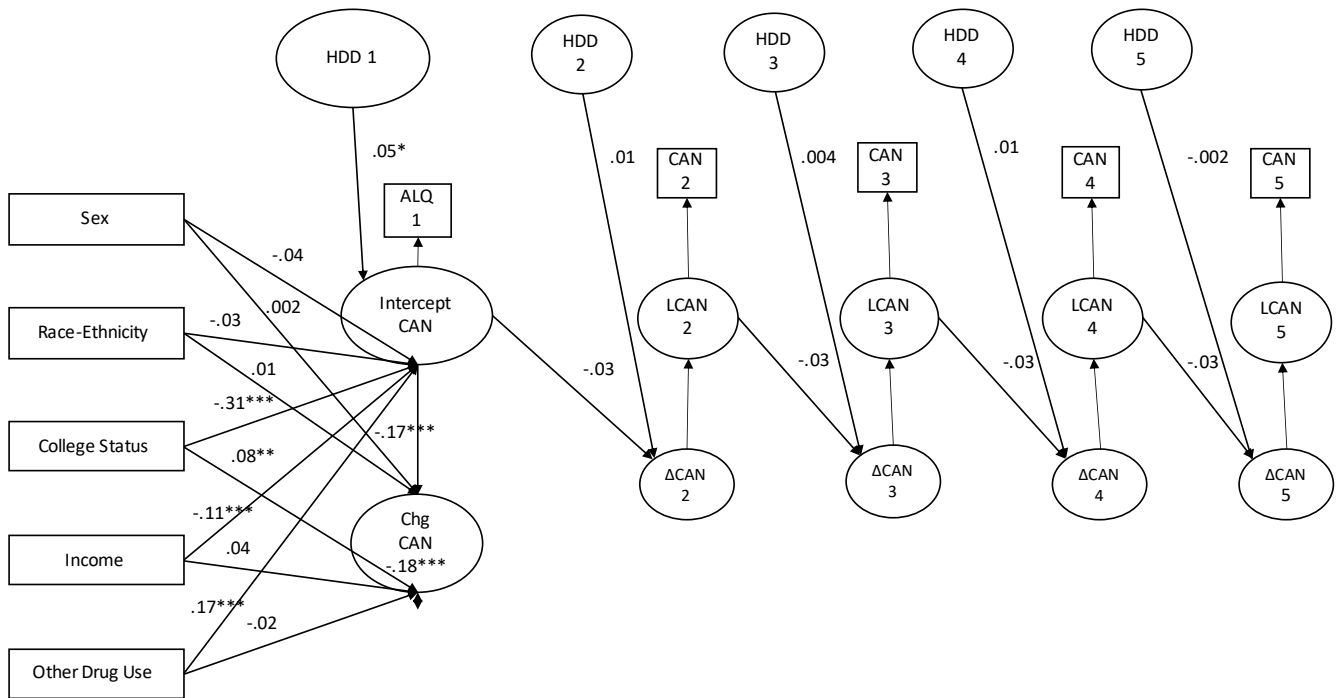 HDD 1
HDD
2
HDD
3
HDD
4
HDD
5
.05*
.01
.004
.01
-.002
CAN
2
CAN
3
CAN
4
CAN
5
ALQ
1
Sex
-.04
.002
Intercept
CAN
LCAN
2
LCAN
3
LCAN
4
LCAN
5
Race-Ethnicity
-.03
.01
-.03
-.03
-.03
-.03
College Status
-.31***
.08**
-.17***
ΔCAN
2
ΔCAN
3
ΔCAN
4
ΔCAN
5
Chg
CAN
-.18***
Income
-.11***
.04
Other Drug Use
.17***
-.02